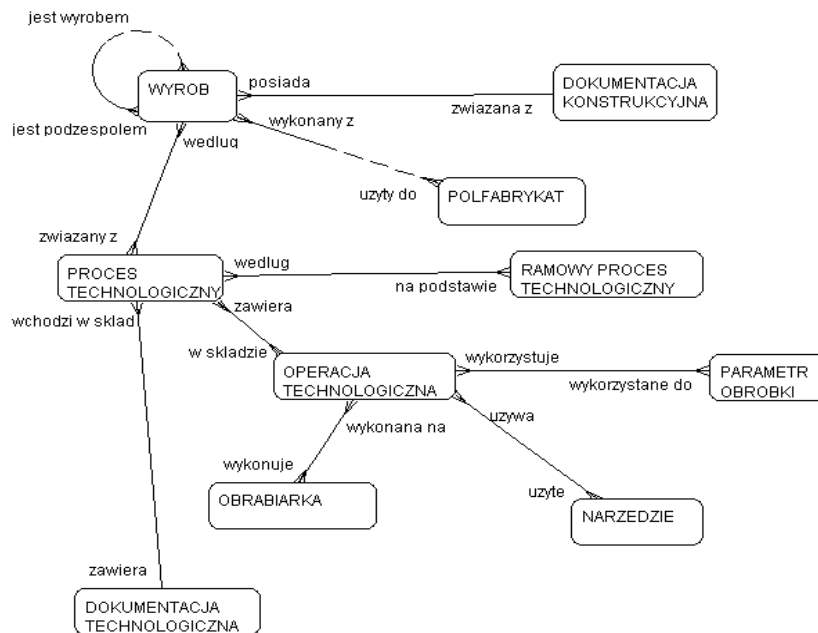 jest wyrobem
WYROB
posiada
DOKUMENTACJA
KONSTRUKCYJNA
zwiazana z
jest podzespolem
wykonany z
wedlug
uzyty do
POLFABRYKAT
zwiazany z
PROCES
TECHNOLOGICZNY
wedlug
na podstawie
RAMOWY PROCES
TECHNOLOGICZNY
zawiera
wchodzi w sklad
w skladzie
OPERACJA
TECHNOLOGICZNA
wykorzystuje
wykorzystane do
PARAMETR
OBROBKI
wykonana na
uzywa
wykonuje
OBRABIARKA
uzyte
NARZEDZIE
zawiera
DOKUMENTACJA
TECHNOLOGICZNA